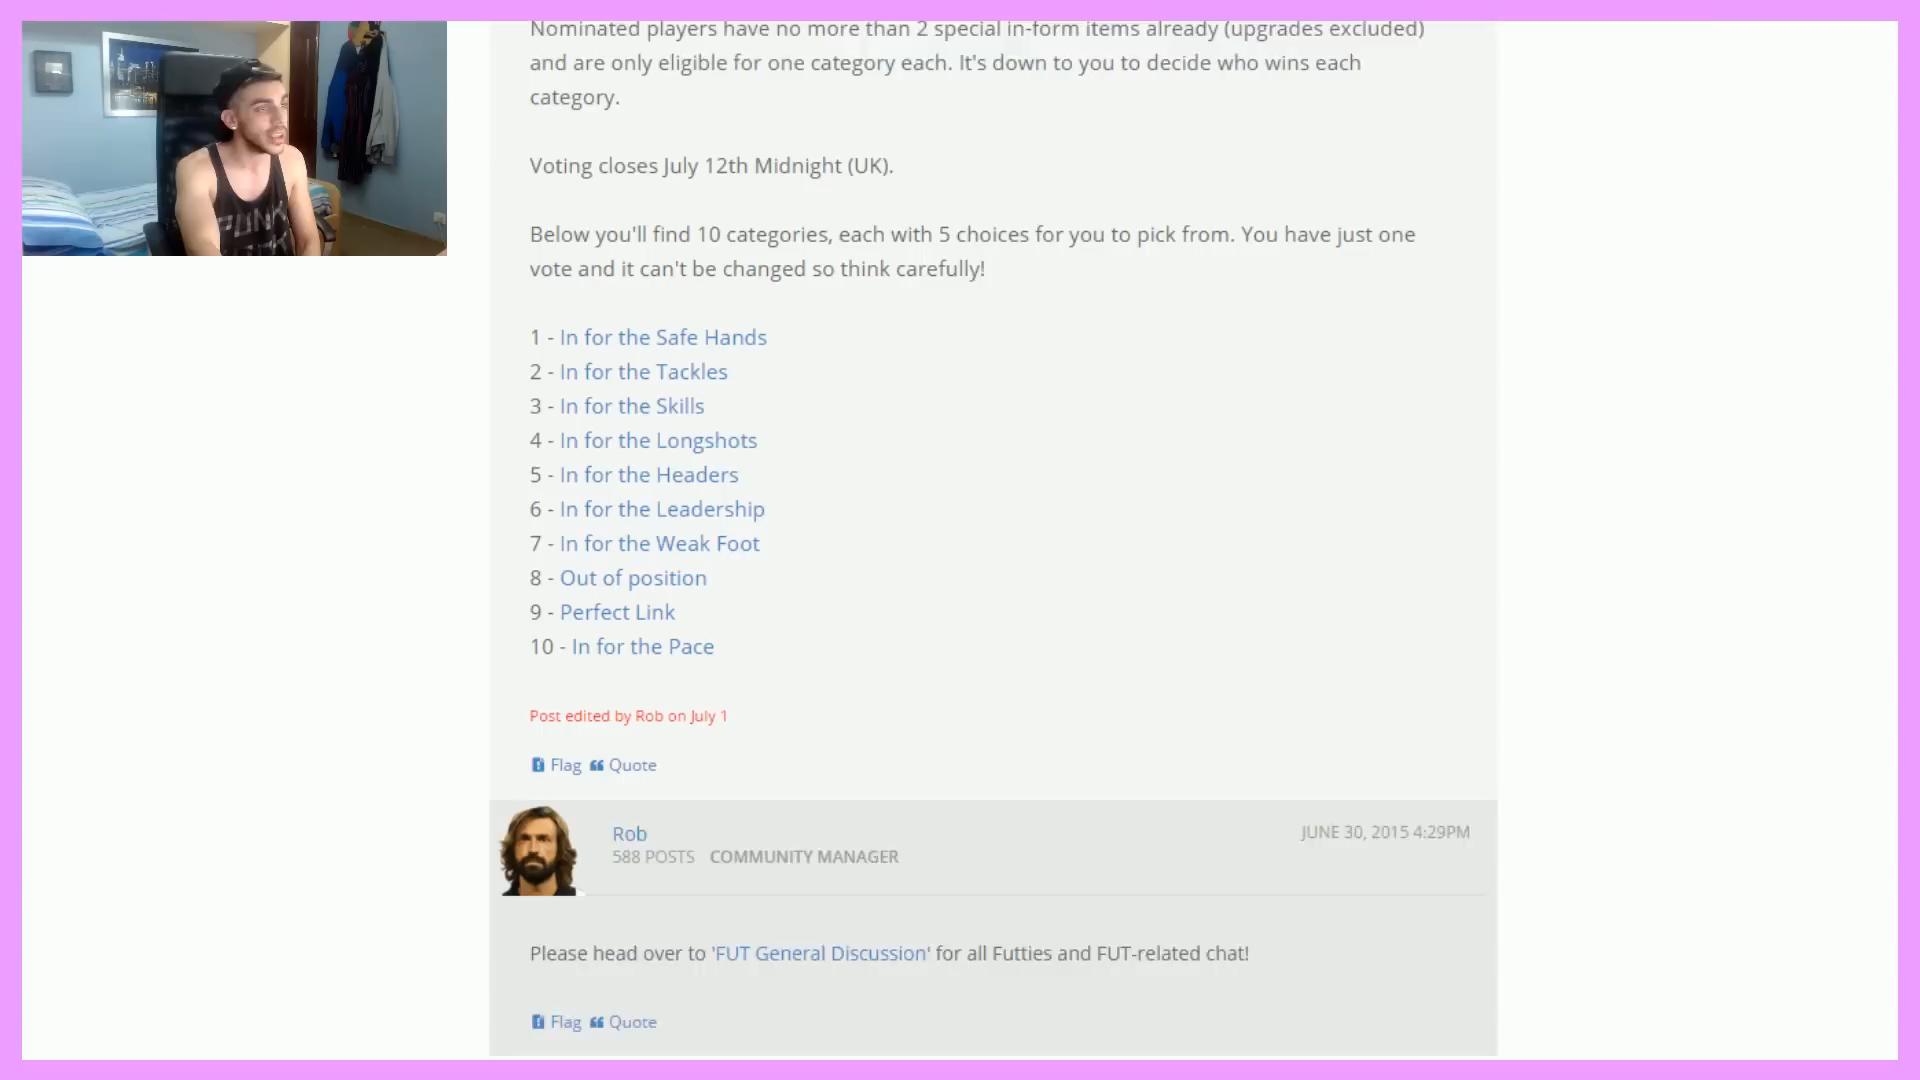 Nominated players have no more than 2 special in-form items already (upgrades excluded)
and are only eligible for one category each. It's down to you to decide who wins each
category.
Voting closes July 12th Midnight (UK).
Below you'll find 10 categories, each with 5 choices for you to pick from. You have just one
vote and it can't be changed so think carefully!
1 - In for the Safe Hands
2 - In for the Tackles
3 - In for the Skills
4 - In for the Longshots
5 - In for the Headers
6 - In for the Leadership
7 - In for the Weak Foot
8 - Out of position
9 - Perfect Link
10 - In for the Pace
Post edited by Rob on July 1
Flag Quote
Rob
JUNE 30, 2015 4:29PM
588 POSTS COMMUNITY MANAGER
Please head over to 'FUT General Discussion' for all Futties and FUT-related chat!
Flag Quote